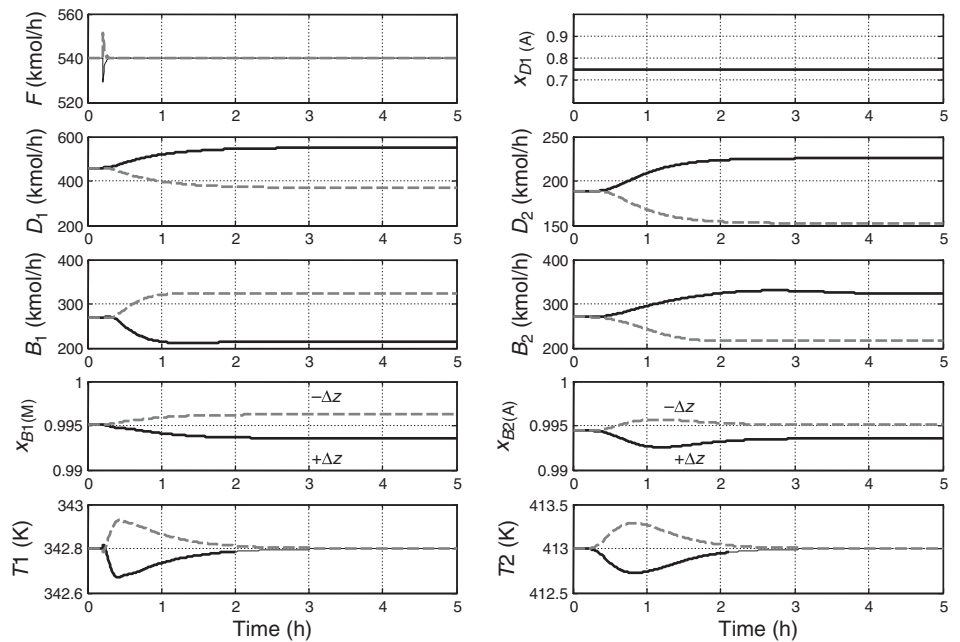 F (kmol/h)
560
540
520
0 1 2 3 4 5
x_D1 (A)
0.9
0.8
0.7
0 1 2 3 4 5
D1 (kmol/h)
600
400
200
0 1 2 3 4 5
D2 (kmol/h)
250
200
150
0 1 2 3 4 5
B1 (kmol/h)
400
300
200
0 1 2 3 4 5
B2 (kmol/h)
400
300
200
0 1 2 3 4 5
x_B1(M)
1
0.995
0.99
−Δz
+Δz
0 1 2 3 4 5
x_B2(A)
1
0.995
0.99
−Δz
+Δz
0 1 2 3 4 5
T1 (K)
343
342.8
342.6
0 1 2 3 4 5
Time (h)
T2 (K)
413.5
413
412.5
0 1 2 3 4 5
Time (h)